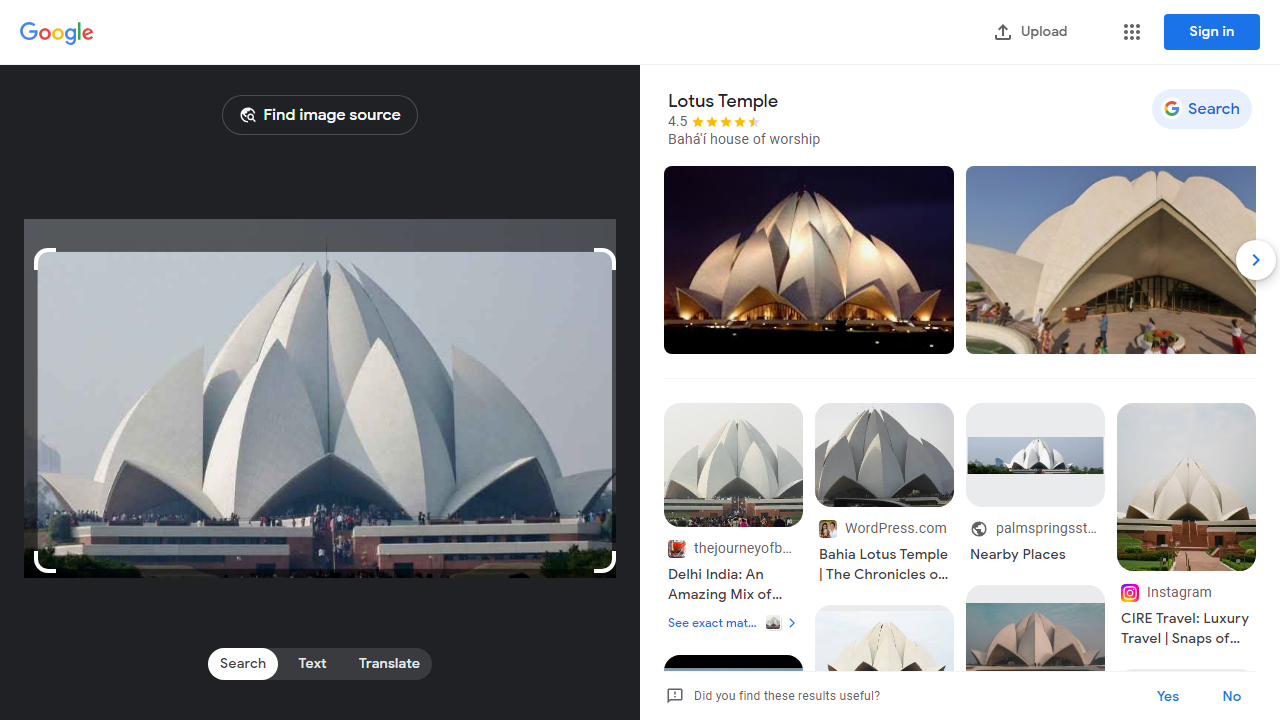 Google
Upload
Sign in
Find image source
Search
Text
Translate
Lotus Temple
4.5
Bahá'í house of worship
Search
thejourneyofb...
Delhi India: An
Amazing Mix of...
See exact mat...
WordPress.com
Bahia Lotus Temple
| The Chronicles o...
palmspringsst...
Nearby Places
Instagram
CIRE Travel: Luxury
Travel | Snaps of...
Did you find these results useful?
Yes
No